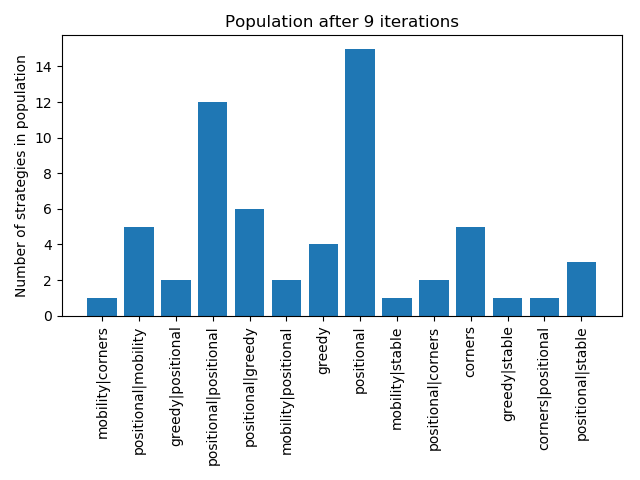 Population after 9 iterations
Number of strategies in population
14
12
10
8
6
4
2
0
mobility|corners
positional|mobility
greedy|positional
positional|positional
positional|greedy
mobility|positional
greedy
positional
mobility|stable
positional|corners
corners
greedy|stable
corners|positional
positional|stable